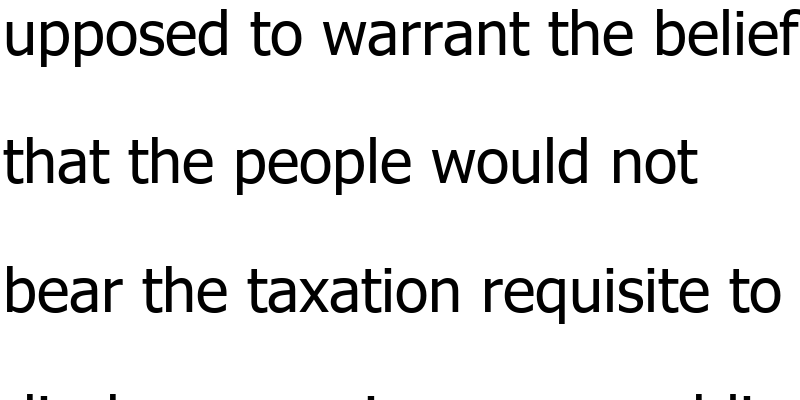 upposed to warrant the belief
that the people would not
bear the taxation requisite to